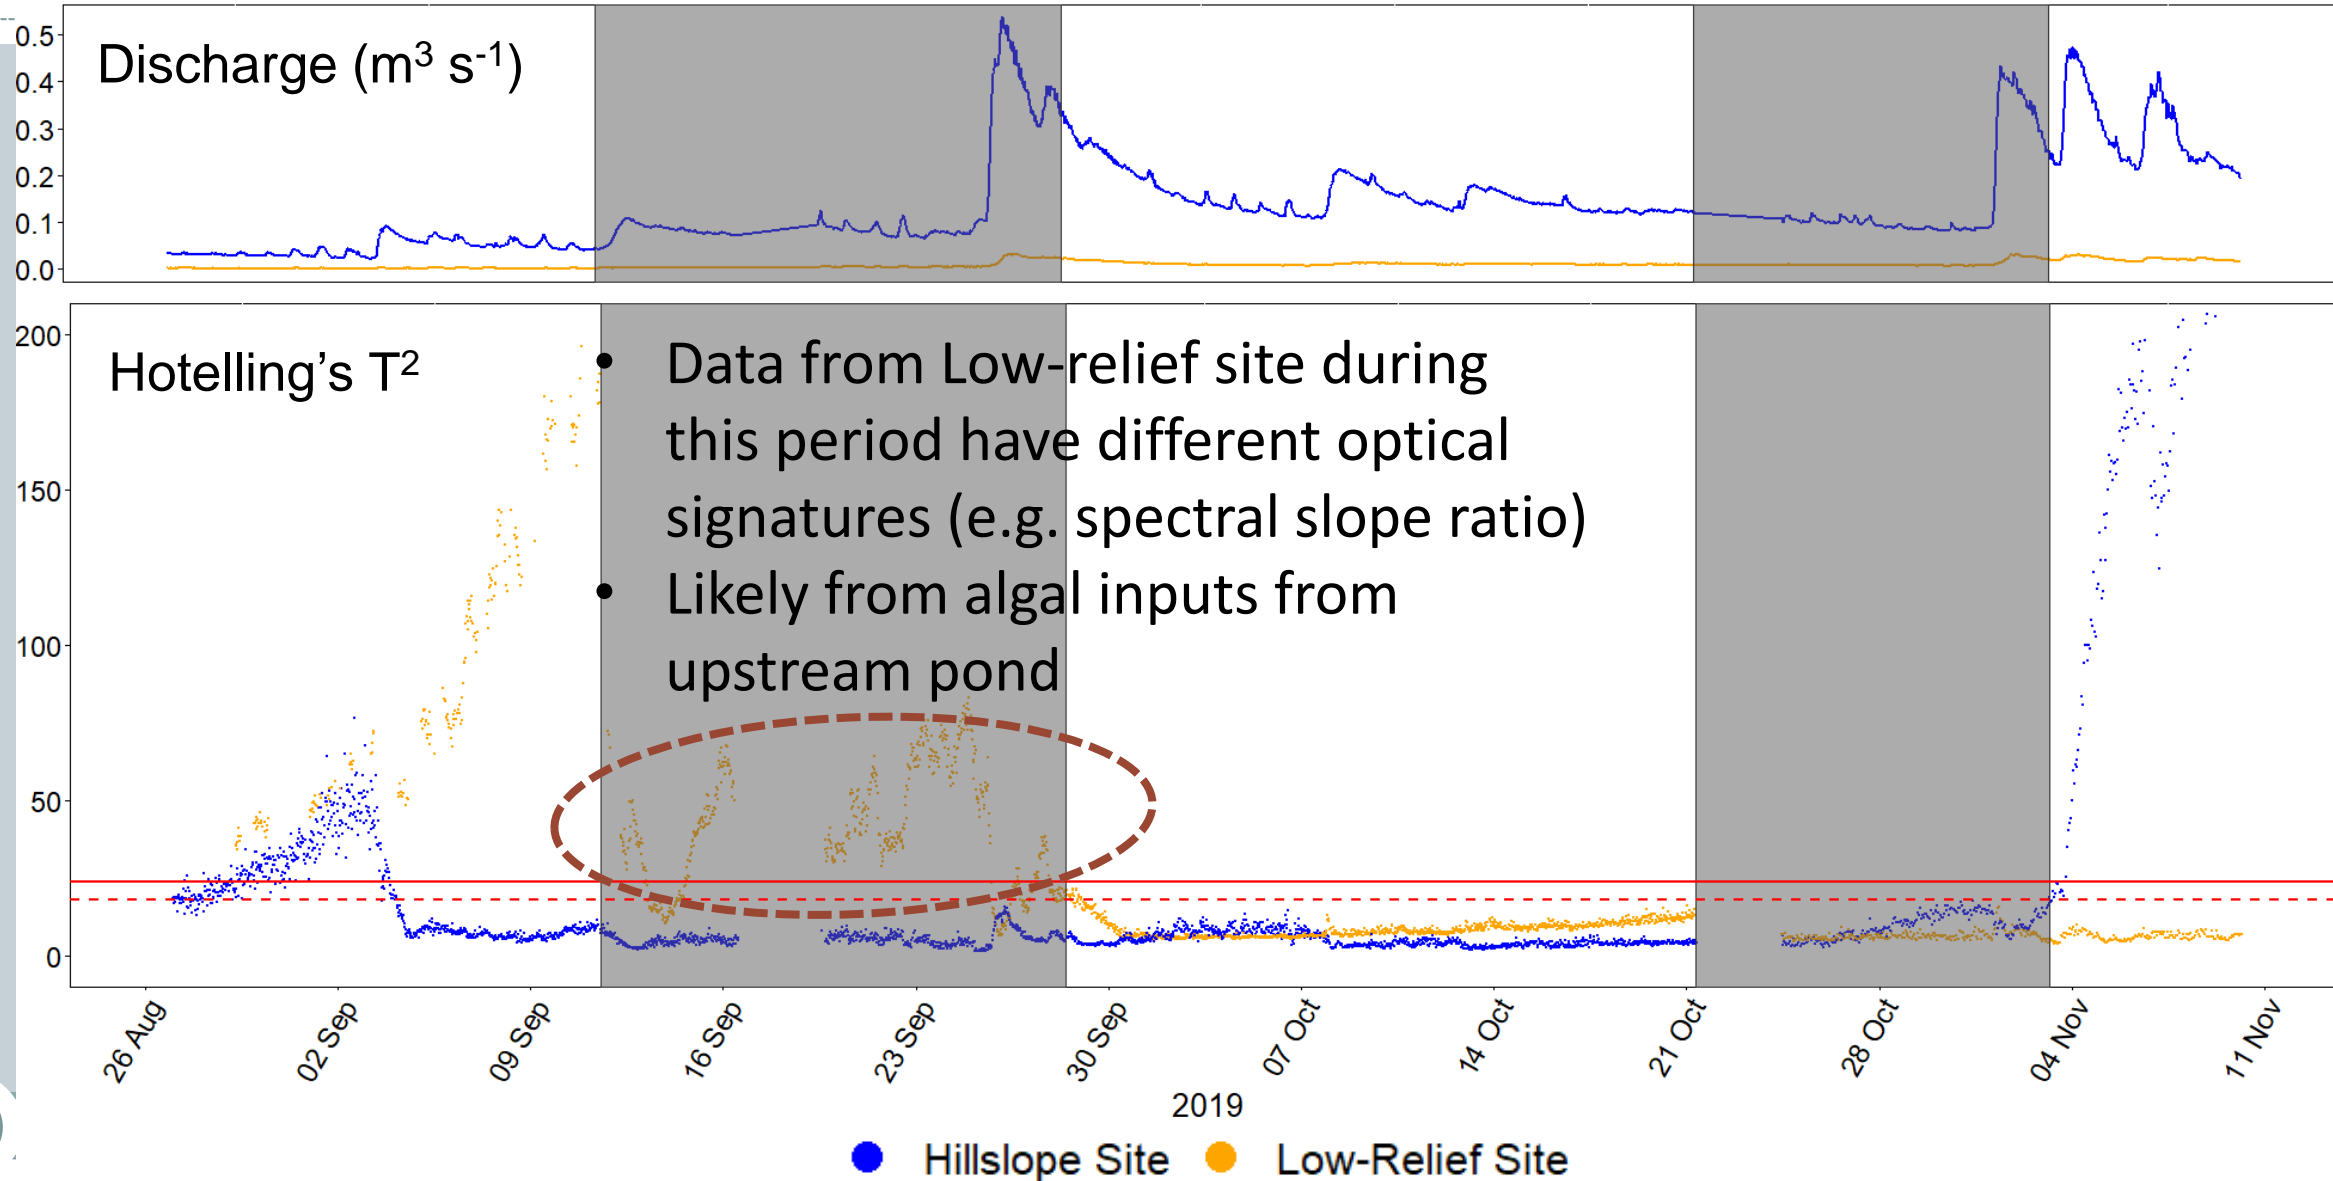 Discharge (m³ s⁻¹)
0.5
0.4
0.3
0.2
0.1
0.0
Hotelling's T²
200
150
100
50
0
• Data from Low-relief site during
this period have different optical
signatures (e.g. spectral slope ratio)
• Likely from algal inputs from
upstream pond
26 Aug
02 Sep
09 Sep
16 Sep
23 Sep
30 Sep
07 Oct
14 Oct
21 Oct
28 Oct
04 Nov
11 Nov
2019
Hillslope Site Low-Relief Site